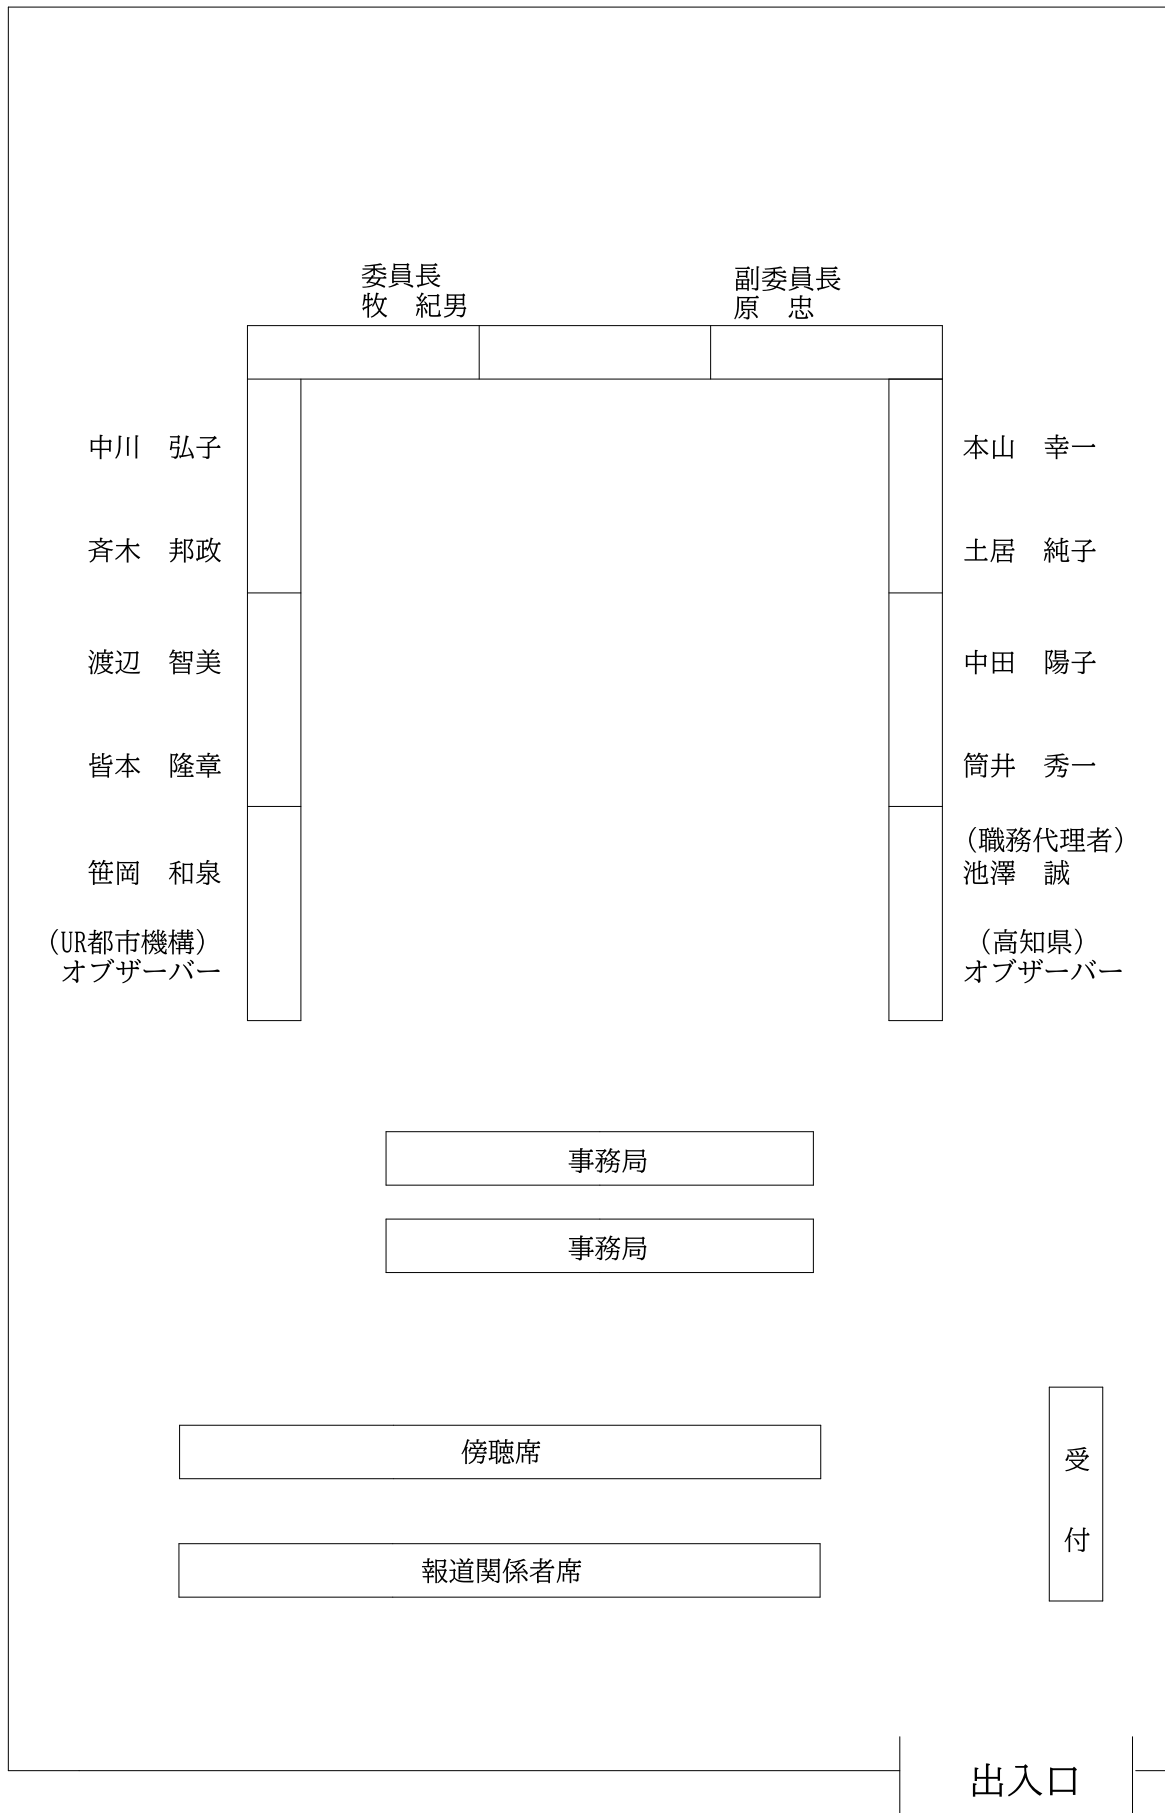 委員長
牧　紀男
副委員長
原　忠
中川　弘子
本山　幸一
斉木　邦政
土居　純子
渡辺　智美
中田　陽子
皆本　隆章
筒井　秀一
笹岡　和泉
（職務代理者）
池澤　誠
（UR都市機構）
オブザーバー
（高知県）
オブザーバー
事務局
事務局
傍聴席
報道関係者席
受付
出入口